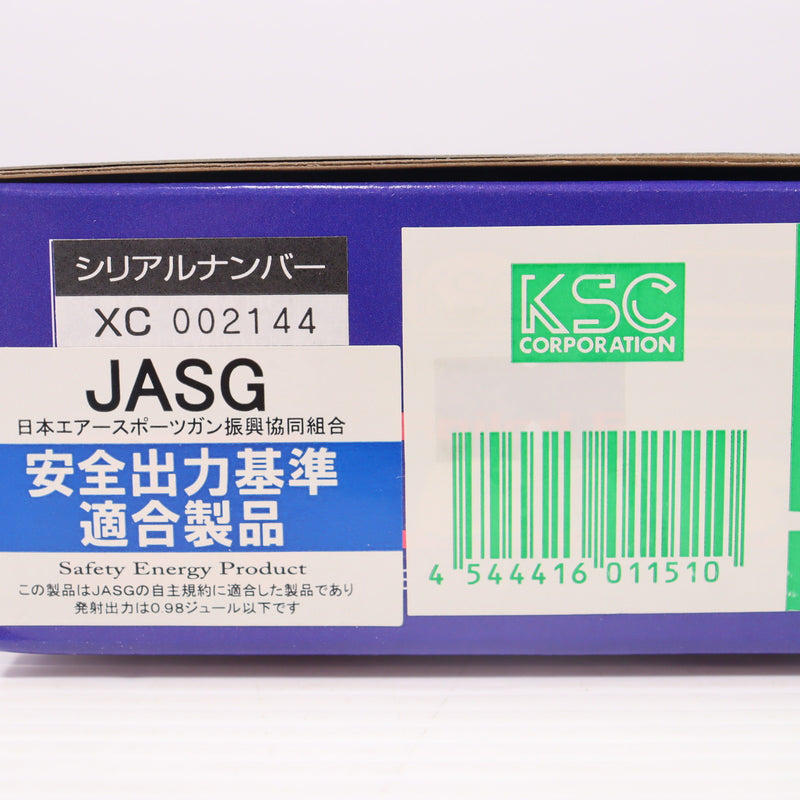 シリアルナンバー
XC 002144
JASG
日本エアースポーツガン振興協同組合
安全出力基準
適合製品
Safety Energy Product
この製品はJASGの自主規約に適合した製品であり
発射出力は0.98ジュール以下です
KSC
CORPORATION
4 544416 011510